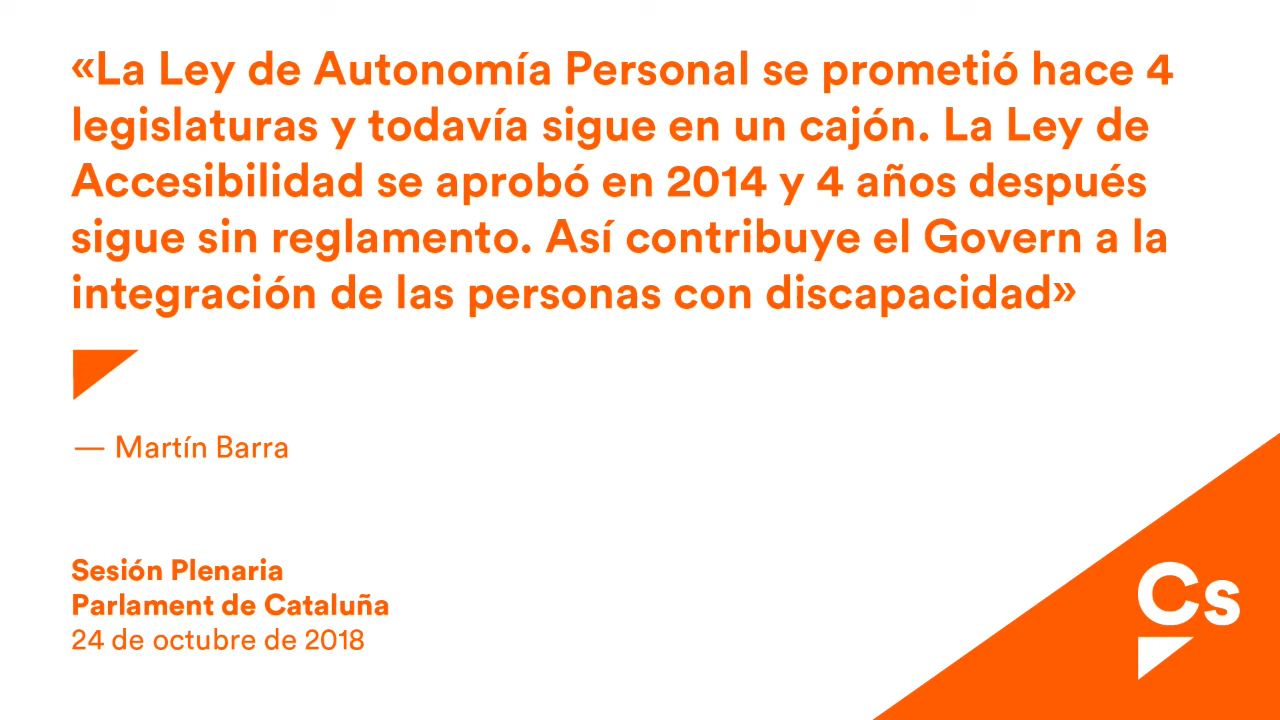 «La Ley de Autonomía Personal se prometió hace 4
legislaturas y todavía sigue en un cajón. La Ley de
Accesibilidad se aprobó en 2014 y 4 años después
sigue sin reglamento. Así contribuye el Govern a la
integración de las personas con discapacidad»
— Martín Barra
Sesión Plenaria
Parlament de Cataluña
24 de octubre de 2018
Cs